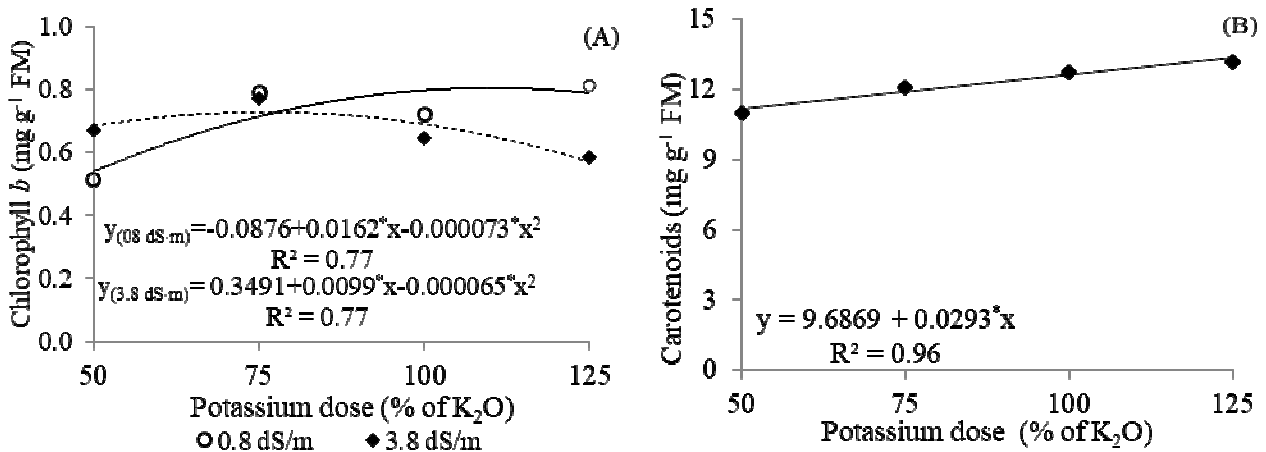 (A)
Chlorophyll b (mg g⁻¹ FM)
1.0
0.8
0.6
0.4
0.2
0.0
y(08 dS·m)=-0.0876+0.0162*x-0.000073*x²
R² = 0.77
y(3.8 dS·m)= 0.3491+0.0099*x-0.000065*x²
R² = 0.77
50 75 100 125
Potassium dose (% of K₂O)
0.8 dS/m 3.8 dS/m
(B)
Carotenoids (mg g⁻¹ FM)
15
12
9
6
3
0
y = 9.6869 + 0.0293*x
R² = 0.96
50 75 100 125
Potassium dose (% of K₂O)